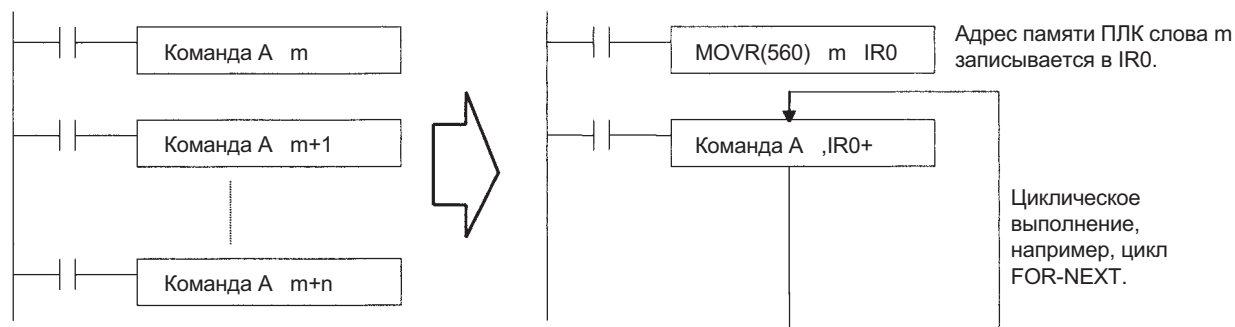 Команда A m
Команда A m+1
Команда A m+n
MOVR(560) m IR0
Адрес памяти ПЛК слова m
записывается в IR0.
Команда A ,IR0+
Циклическое
выполнение,
например, цикл
FOR-NEXT.